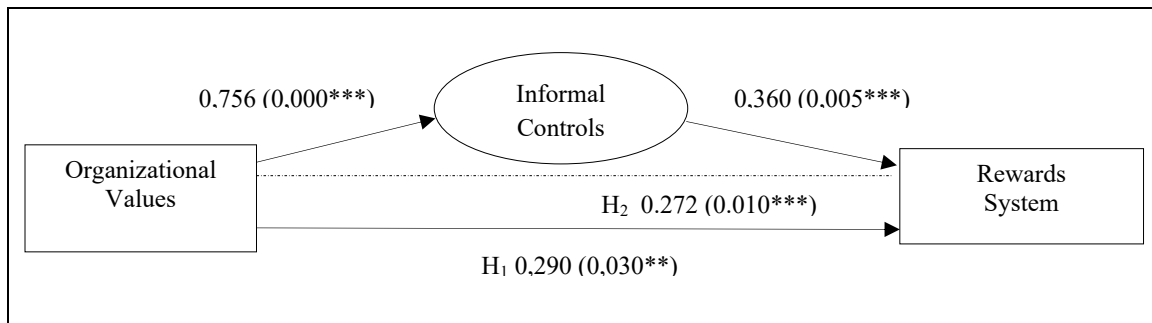 0,756 (0,000***)
Informal
Controls
0,360 (0,005***)
Organizational
Values
Rewards
System
H₂ 0.272 (0.010***)
H₁ 0,290 (0,030**)